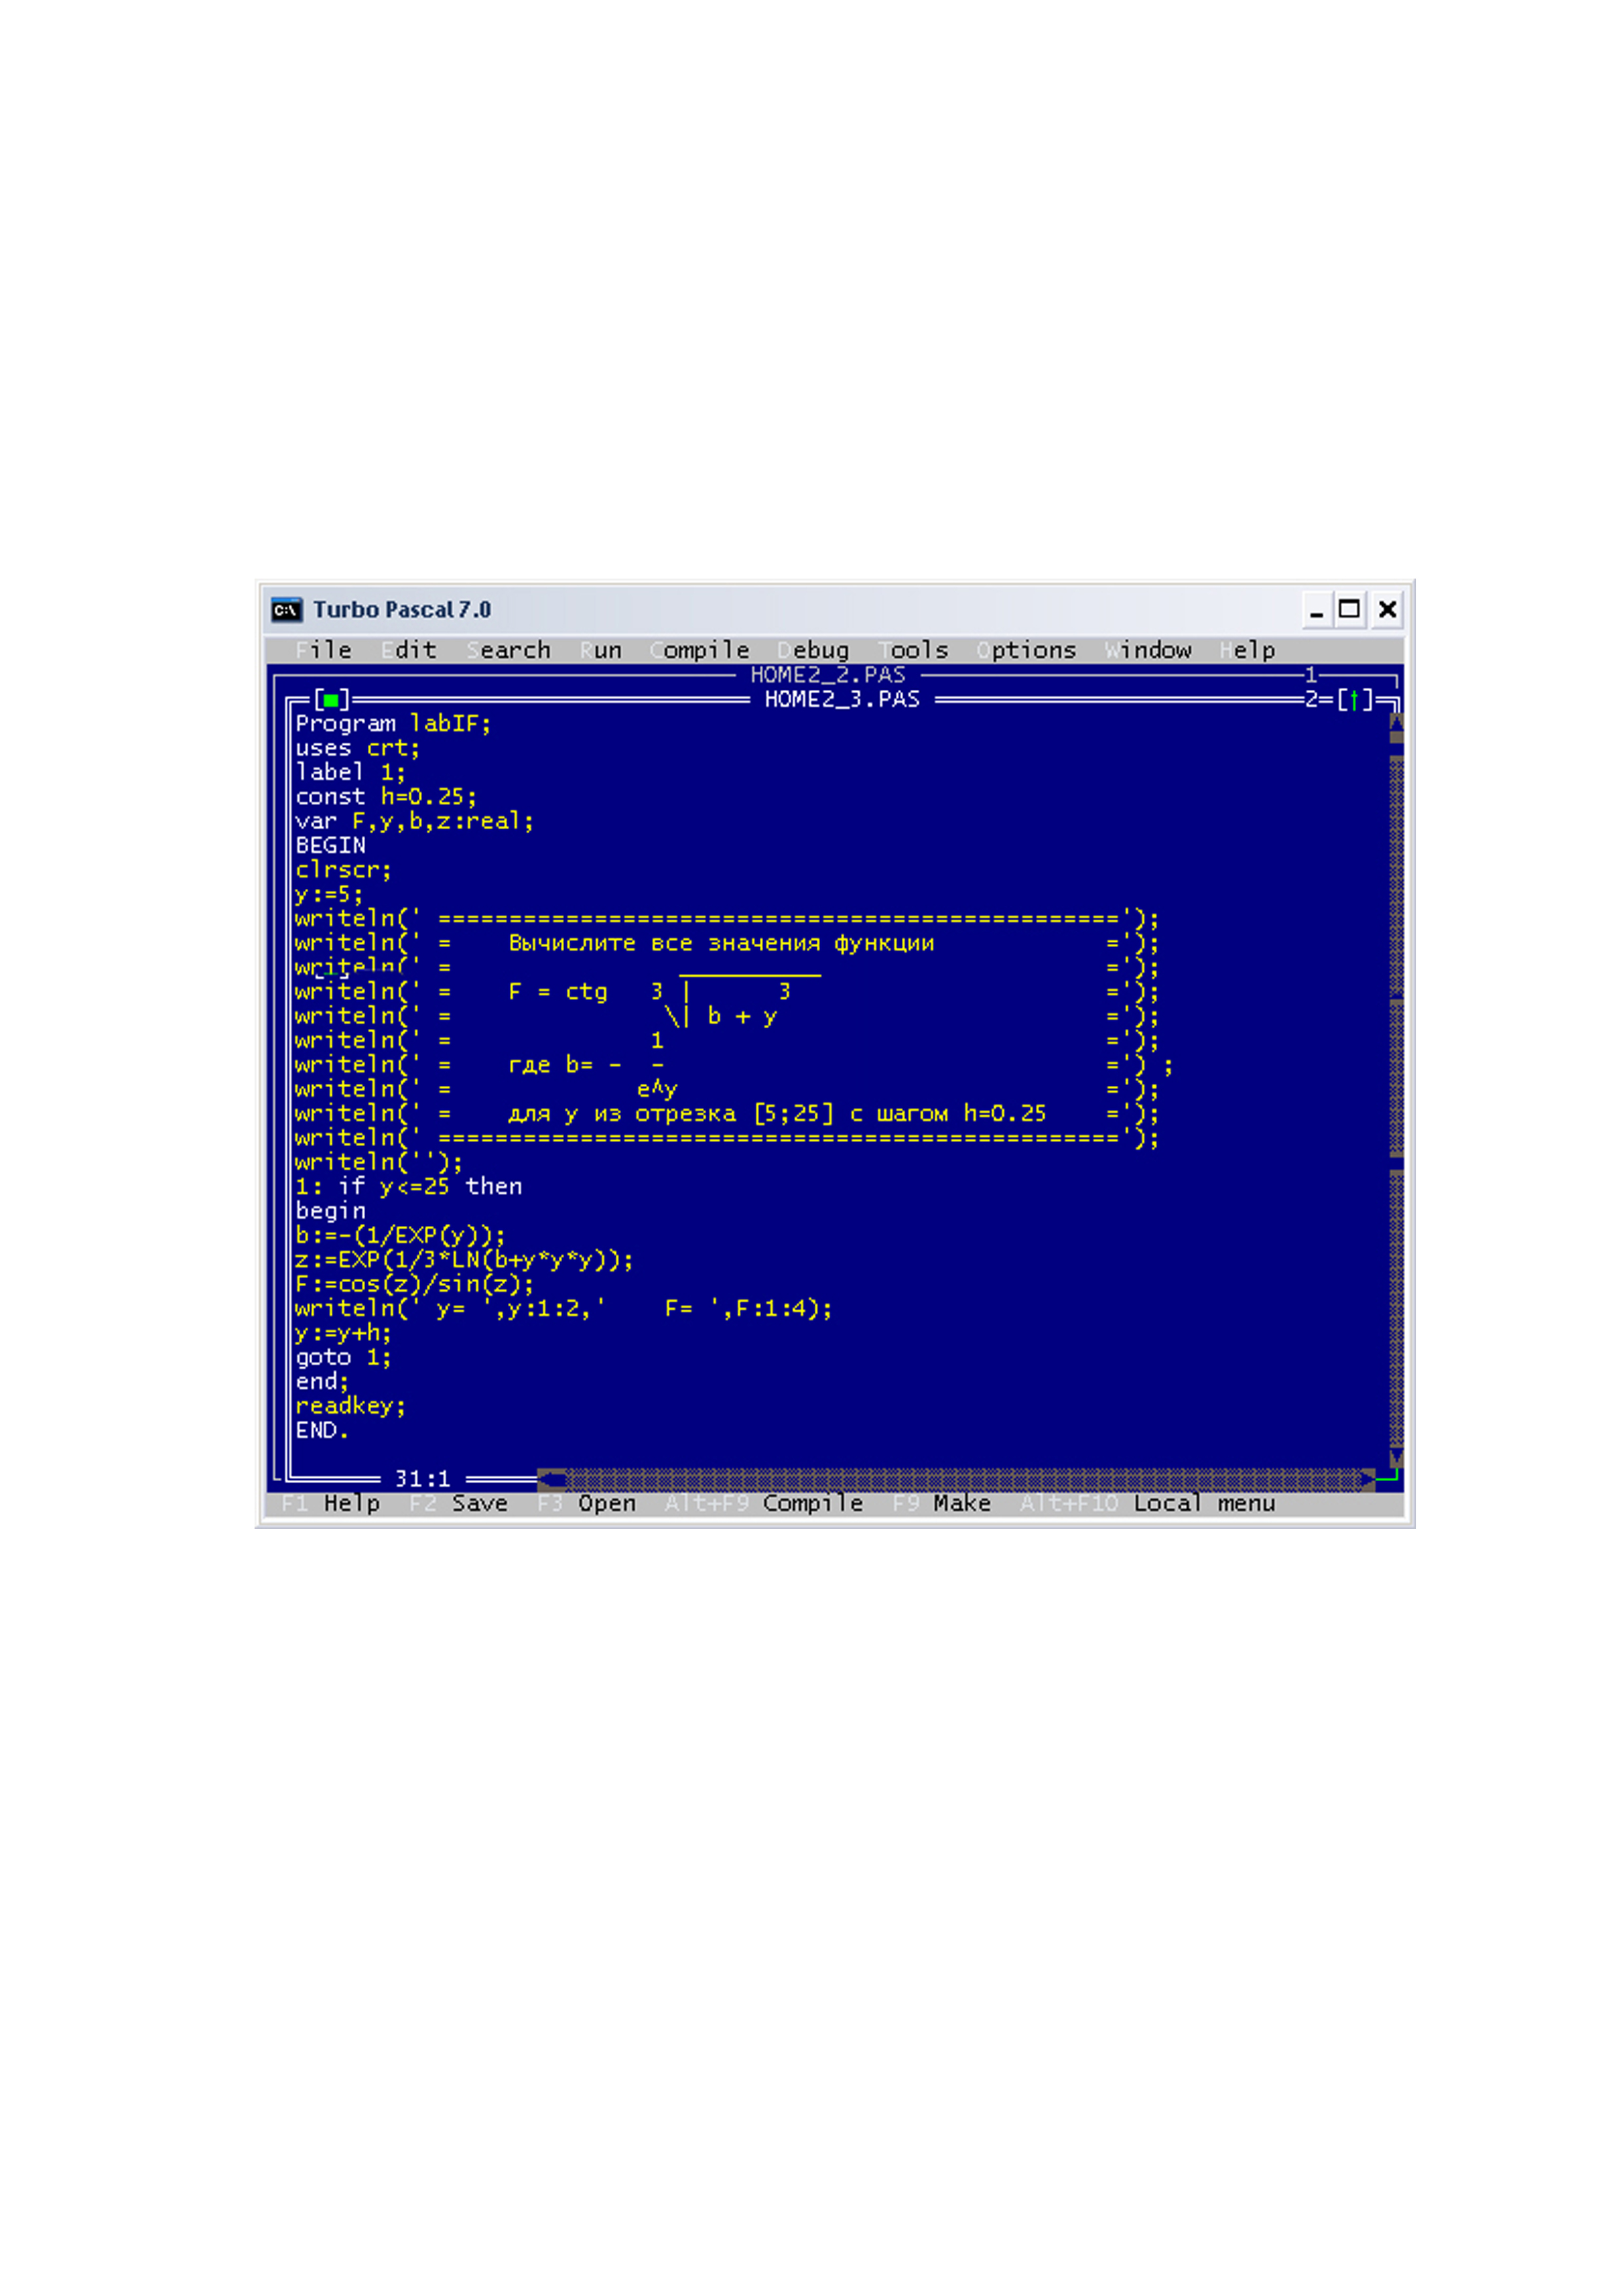 Turbo Pascal 7.0
File Edit Search Run Compile Debug Tools Options Window Help
HOME2_2.PAS 1
HOME2_3.PAS 2=[↑]
Program labIF;
uses crt;
label 1;
const h=0.25;
var F,y,b,z:real;
BEGIN
clrscr;
y:=5;
writeln(' ================================================');
writeln(' =    Вычислите все значения функции            =');
writeln(' =                __________                    =');
writeln(' =    F = ctg   3 |      3                      =');
writeln(' =               \| b + y                       =');
writeln(' =              1                               =');
writeln(' =    где b= -  -                               =') ;
writeln(' =             e^y                              =');
writeln(' =    для y из отрезка [5;25] с шагом h=0.25    =');
writeln(' ================================================');
writeln('');
1: if y<=25 then
begin
b:=-(1/EXP(y));
z:=EXP(1/3*LN(b+y*y*y));
F:=cos(z)/sin(z);
writeln(' y= ',y:1:2,'    F= ',F:1:4);
y:=y+h;
goto 1;
end;
readkey;
END.
31:1
F1 Help F2 Save F3 Open Alt+F9 Compile F9 Make Alt+F10 Local menu